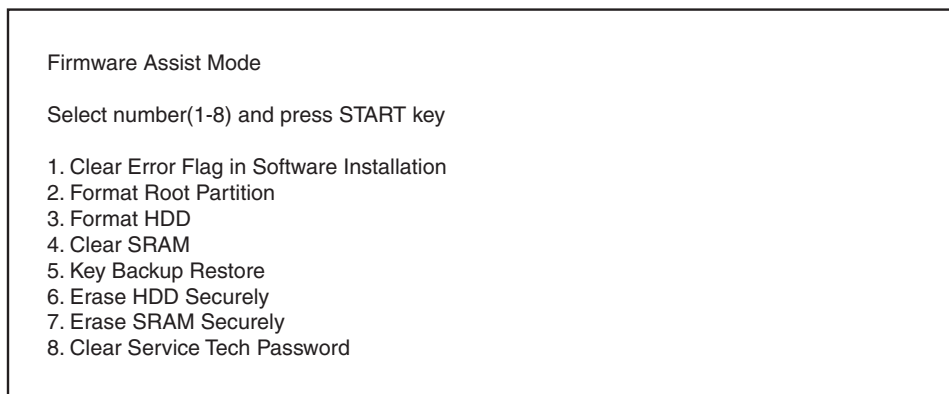 Firmware Assist Mode
Select number(1-8) and press START key
1. Clear Error Flag in Software Installation
2. Format Root Partition
3. Format HDD
4. Clear SRAM
5. Key Backup Restore
6. Erase HDD Securely
7. Erase SRAM Securely
8. Clear Service Tech Password